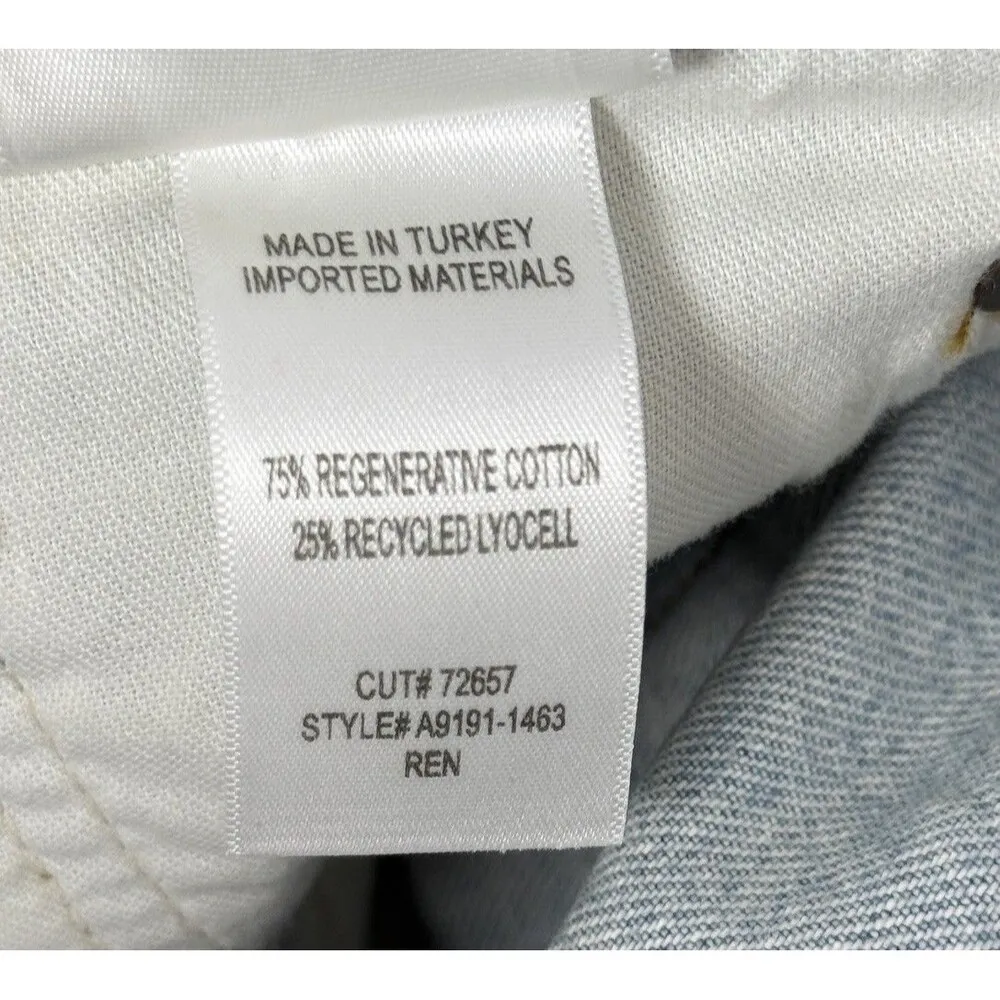 MADE IN TURKEY
IMPORTED MATERIALS
75% REGENERATIVE COTTON
25% RECYCLED LYOCELL
CUT# 72657
STYLE# A9191-1463
REN